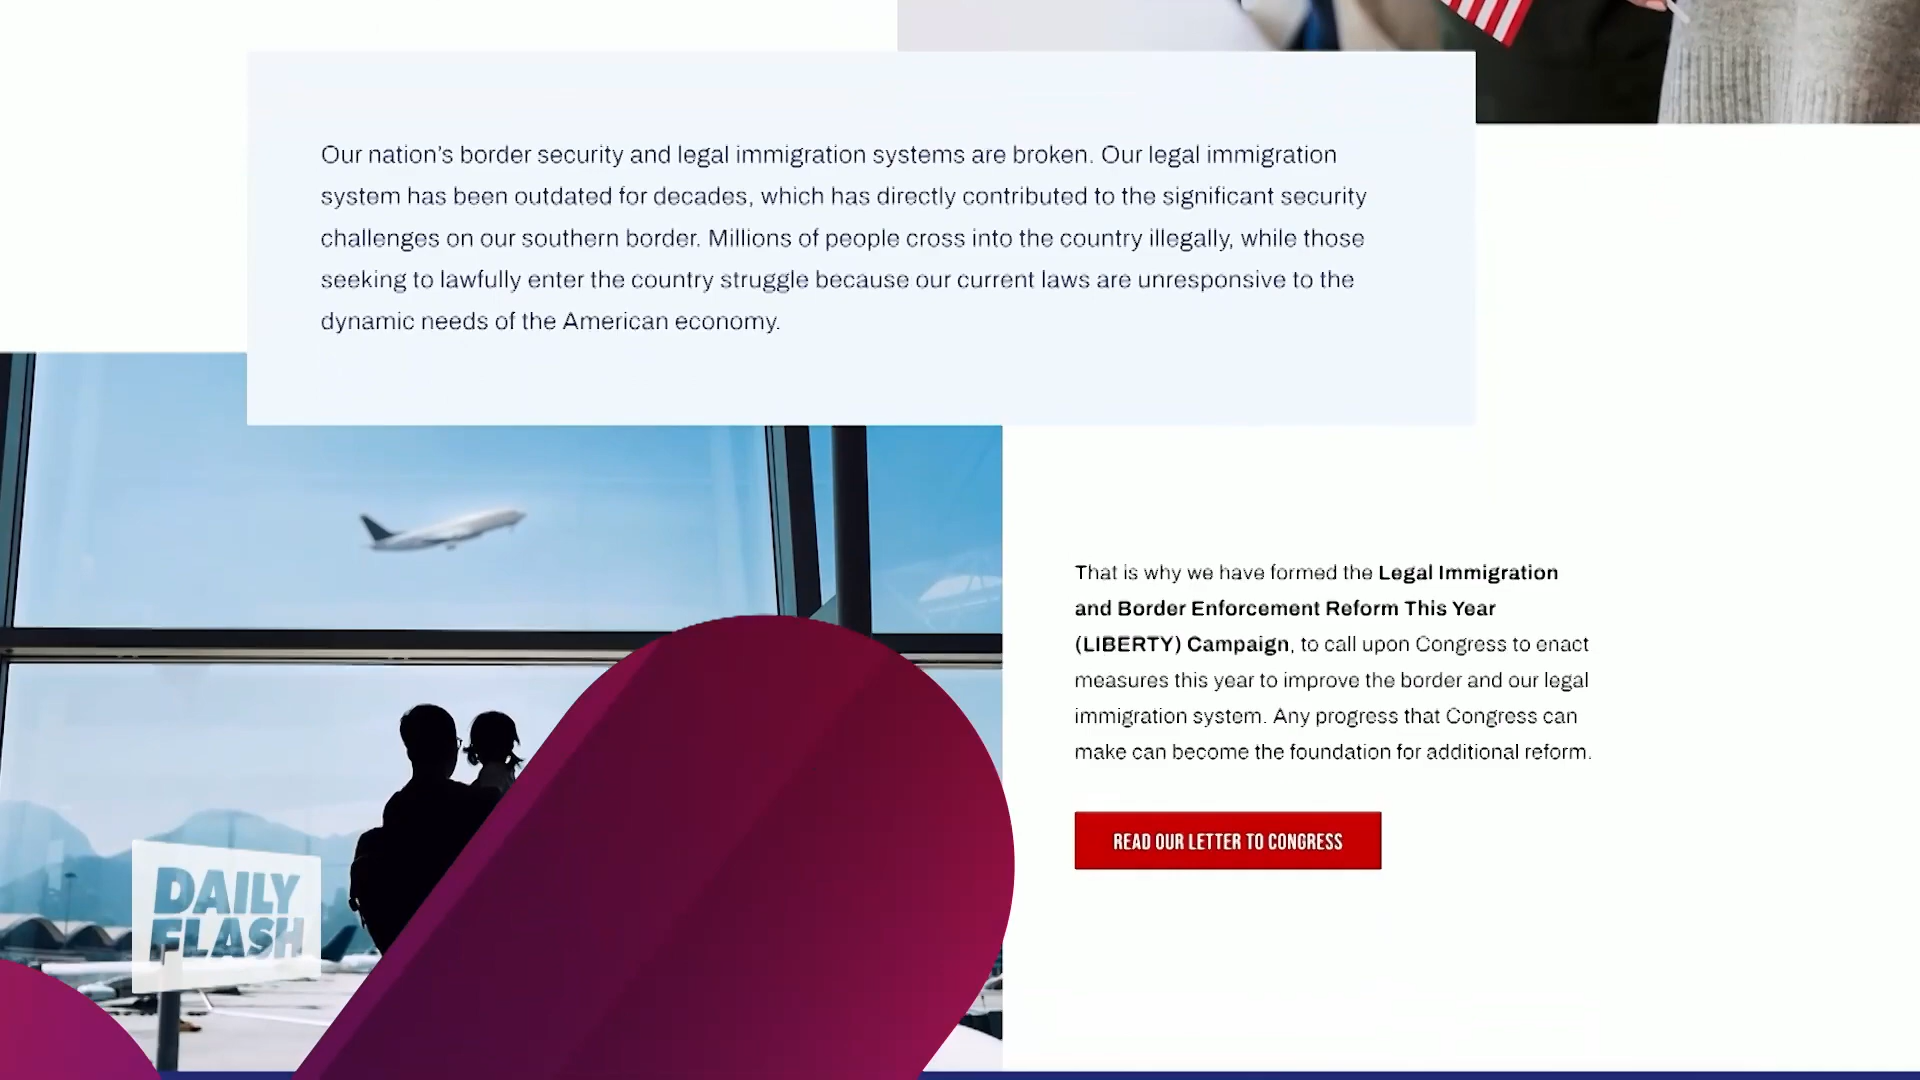 Our nation’s border security and legal immigration systems are broken. Our legal immigration
system has been outdated for decades, which has directly contributed to the significant security
challenges on our southern border. Millions of people cross into the country illegally, while those
seeking to lawfully enter the country struggle because our current laws are unresponsive to the
dynamic needs of the American economy.
That is why we have formed the Legal Immigration
and Border Enforcement Reform This Year
(LIBERTY) Campaign, to call upon Congress to enact
measures this year to improve the border and our legal
immigration system. Any progress that Congress can
make can become the foundation for additional reform.
READ OUR LETTER TO CONGRESS
DAILY
FLASH